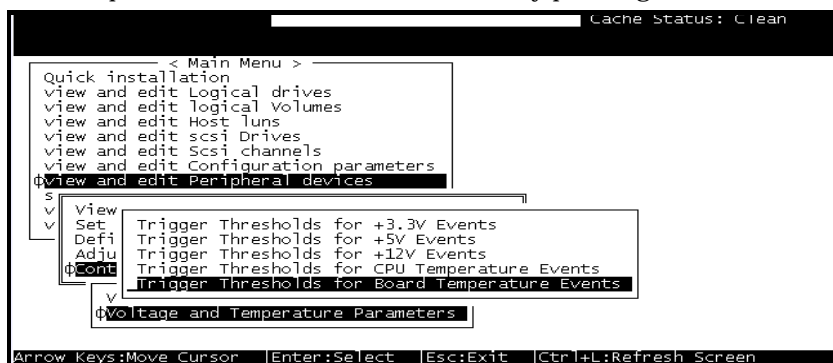 Cache Status: Clean
< Main Menu >
Quick installation
view and edit Logical drives
view and edit logical Volumes
view and edit Host luns
view and edit scsi Drives
view and edit Scsi channels
view and edit Configuration parameters
view and edit Peripheral devices
s
v View
v Set
Defi
Adju
Cont
Trigger Thresholds for +3.3V Events
Trigger Thresholds for +5V Events
Trigger Thresholds for +12V Events
Trigger Thresholds for CPU Temperature Events
Trigger Thresholds for Board Temperature Events
V
Voltage and Temperature Parameters
Arrow Keys:Move Cursor |Enter:Select |Esc:Exit |Ctrl+L:Refresh Screen